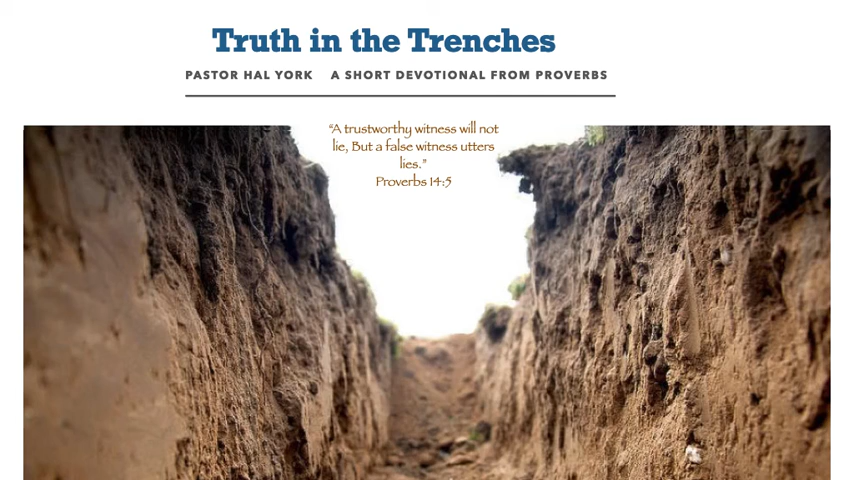 Truth in the Trenches
PASTOR HAL YORK A SHORT DEVOTIONAL FROM PROVERBS
“A trustworthy witness will not
lie, But a false witness utters
lies.”
Proverbs 14:5